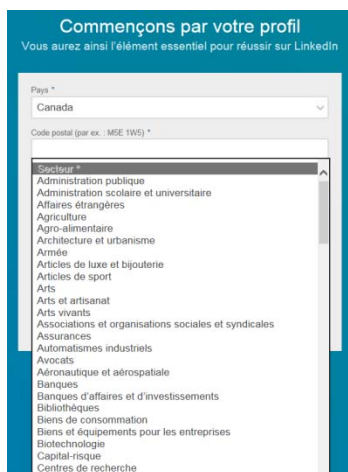 Commençons par votre profil
Vous aurez ainsi l'élément essentiel pour réussir sur LinkedIn
Pays *
Canada
Code postal (par ex. : M5E 1W5) *
Secteur *
Administration publique
Administration scolaire et universitaire
Affaires étrangères
Agriculture
Agro-alimentaire
Architecture et urbanisme
Armée
Articles de luxe et bijouterie
Articles de sport
Arts
Arts et artisanat
Arts vivants
Associations et organisations sociales et syndicales
Assurances
Automatismes industriels
Avocats
Aéronautique et aérospatiale
Banques
Banques d'affaires et d'investissements
Bibliothèques
Biens de consommation
Biens et équipements pour les entreprises
Biotechnologie
Capital-risque
Centres de recherche